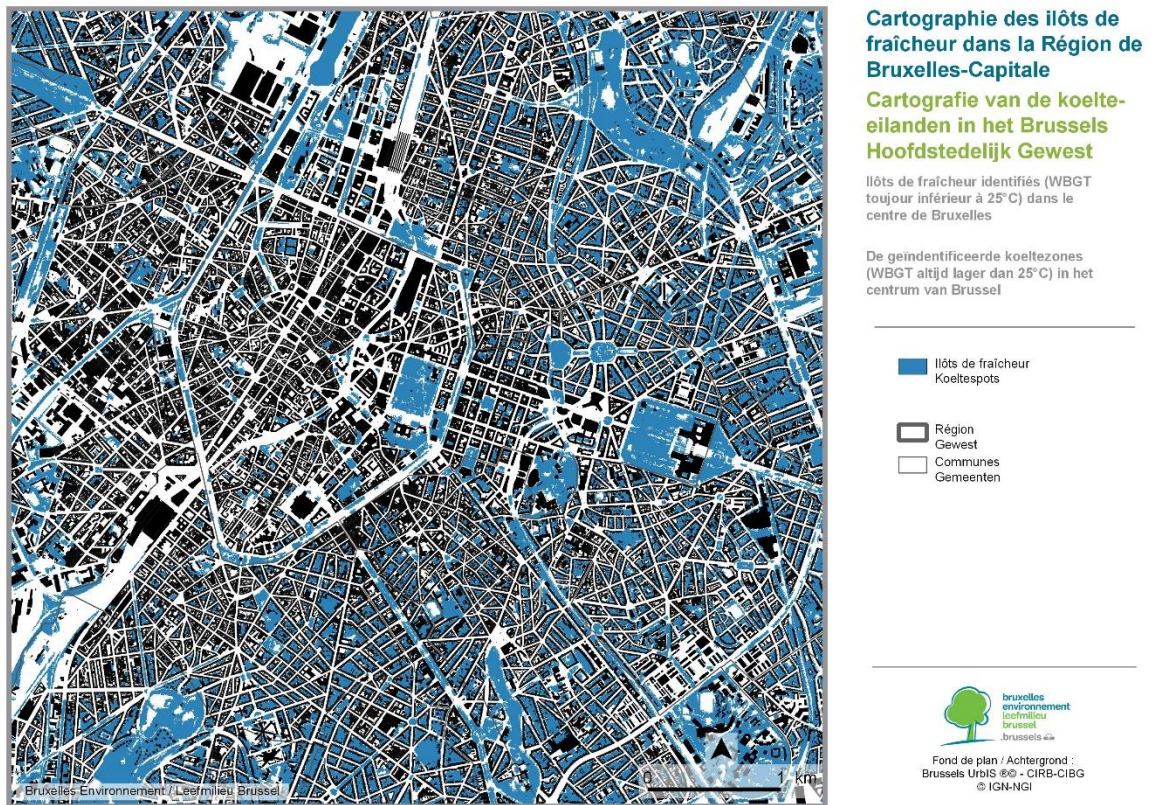 Cartographie des ilôts de
fraîcheur dans la Région de
Bruxelles-Capitale
Cartografie van de koelte-
eilanden in het Brussels
Hoofdstedelijk Gewest
Ilôts de fraîcheur identifiés (WBGT
toujour inférieur à 25°C) dans le
centre de Bruxelles
De geïndentificeerde koeltezones
(WBGT altijd lager dan 25°C) in het
centrum van Brussel
Ilôts de fraîcheur
Koeltespots
Région
Gewest
Communes
Gemeenten
bruxelles
environnement
leefmilieu
brussel
.brussels
Fond de plan / Achtergrond :
Brussels UrbIS ®© - CIRB-CIBG
© IGN-NGI
0 1 km
Bruxelles Environnement / Leefmilieu Brussel